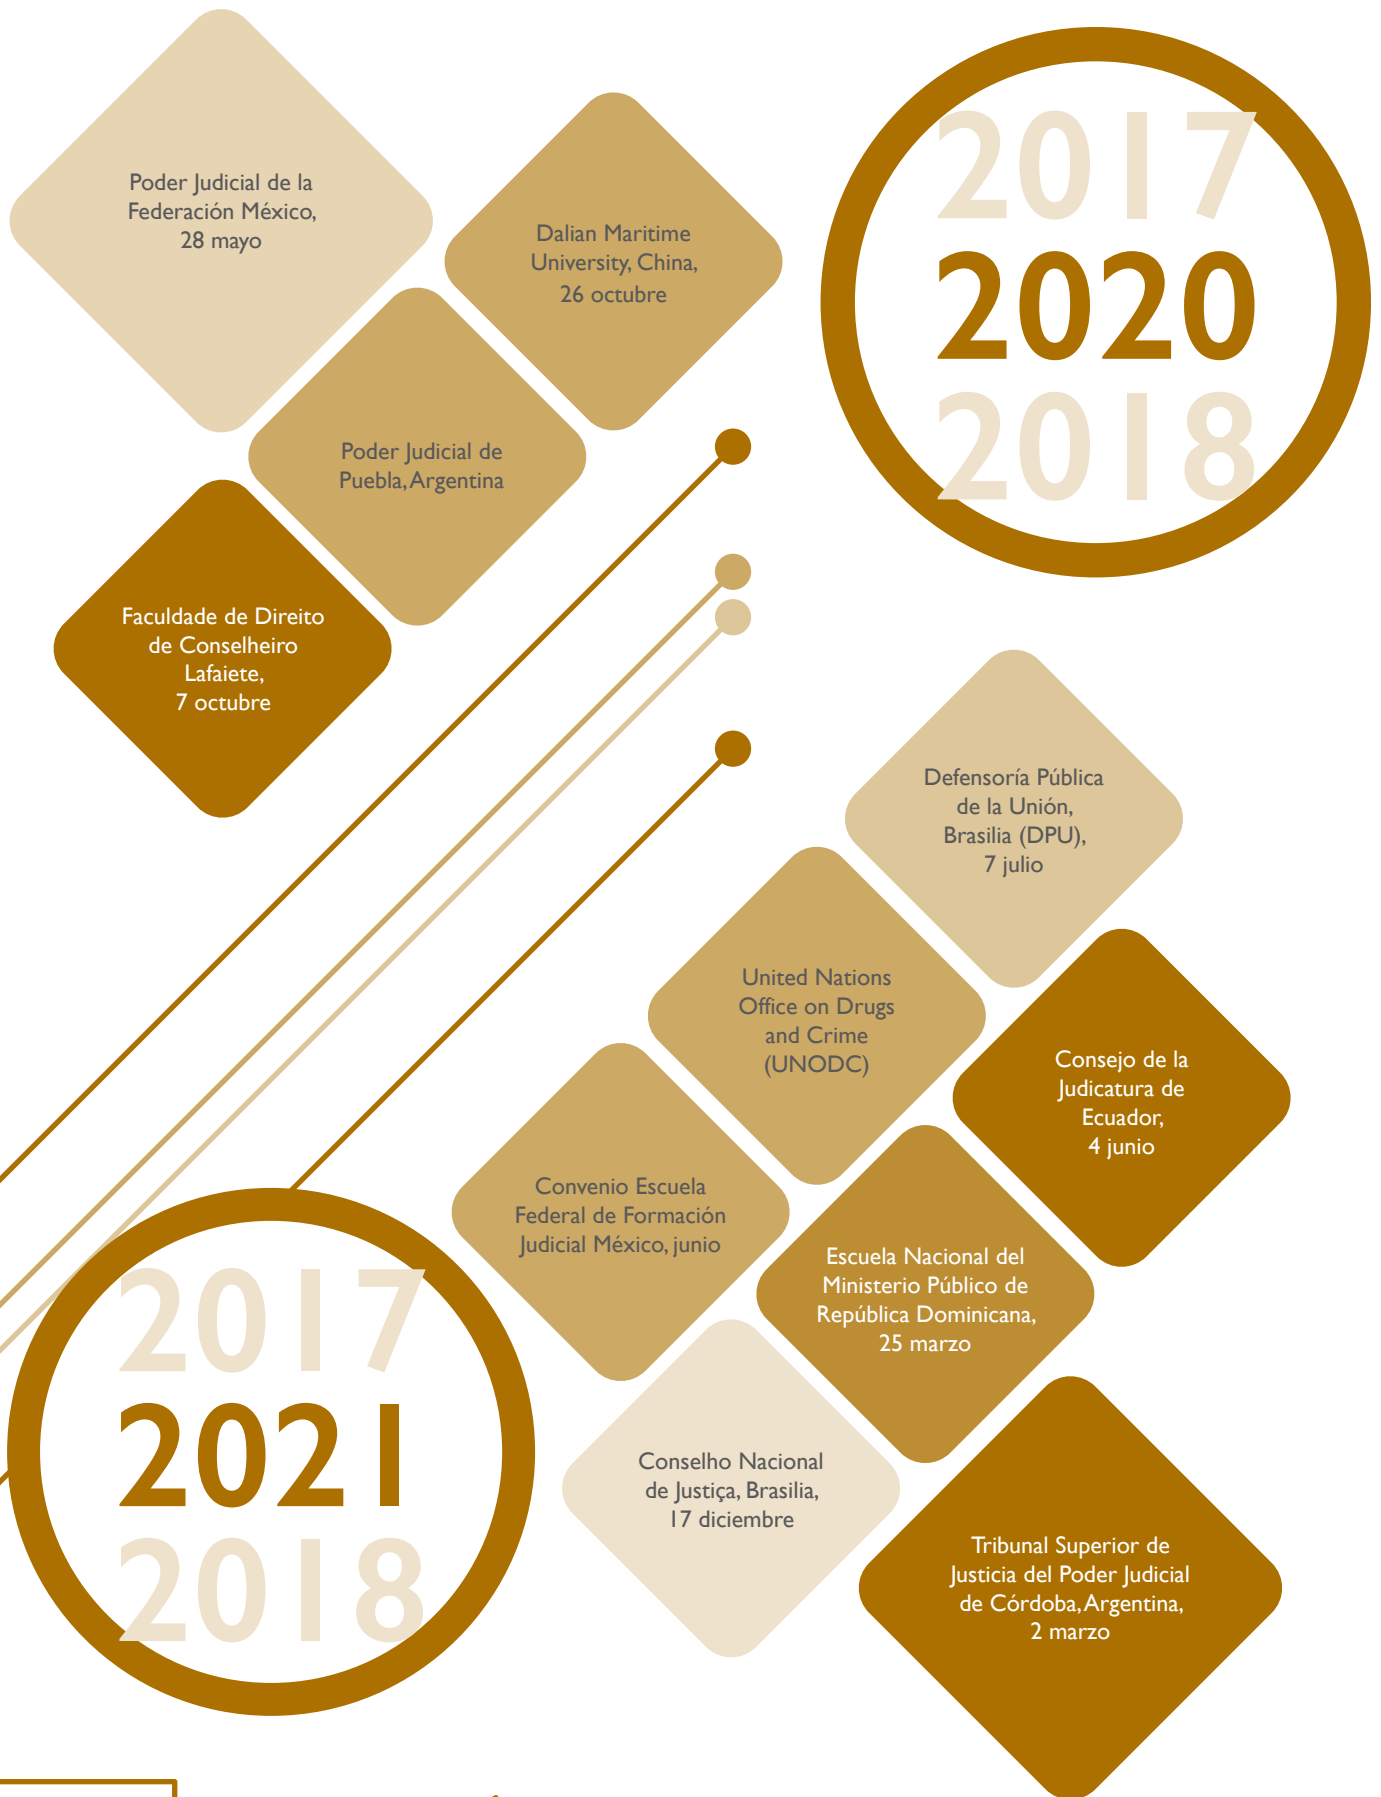 Poder Judicial de la
Federación México,
28 mayo
Dalian Maritime
University, China,
26 octubre
Poder Judicial de
Puebla, Argentina
Faculdade de Direito
de Conselheiro
Lafaiete,
7 octubre
2017
2020
2018
Defensoría Pública
de la Unión,
Brasilia (DPU),
7 julio
United Nations
Office on Drugs
and Crime
(UNODC)
Consejo de la
Judicatura de
Ecuador,
4 junio
Convenio Escuela
Federal de Formación
Judicial México, junio
Escuela Nacional del
Ministerio Público de
República Dominicana,
25 marzo
Conselho Nacional
de Justiça, Brasilia,
17 diciembre
Tribunal Superior de
Justicia del Poder Judicial
de Córdoba, Argentina,
2 marzo
2017
2021
2018